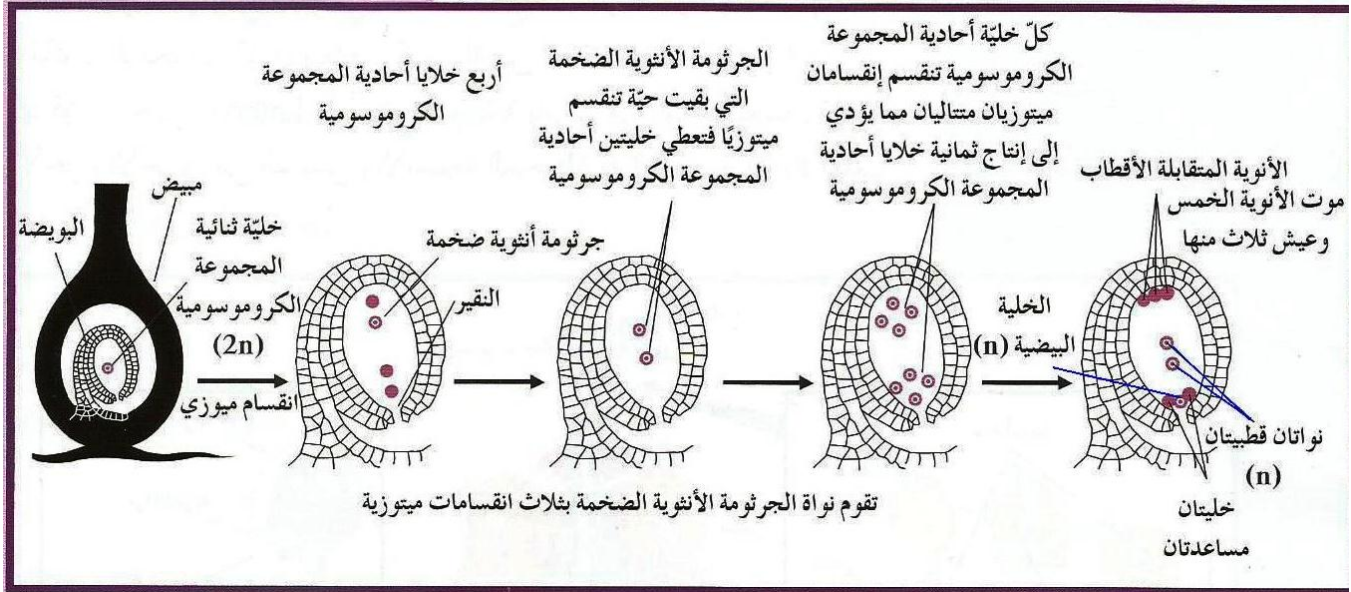 كلّ خليّة أحادية المجموعة
الكروموسومية تنقسم إنقسامان
ميتوزيان متتاليان مما يؤدي
إلى إنتاج ثمانية خلايا أحادية
المجموعة الكروموسومية
الجرثومة الأنثوية الضخمة
التي بقيت حيّة تنقسم
ميتوزيًا فتعطي خليتين أحادية
المجموعة الكروموسومية
أربع خلايا أحادية المجموعة
الكروموسومية
الأنوية المتقابلة الأقطاب
موت الأنوية الخمس
وعيش ثلاث منها
مبيض
البويضة
خليّة ثنائية
المجموعة
الكروموسومية
(2n)
انقسام ميوزي
جرثومة أنثوية ضخمة
النقير
الخلية
البيضية (n)
نواتان قطبيتان
(n)
خليتان
مساعدتان
تقوم نواة الجرثومة الأنثوية الضخمة بثلاث انقسامات ميتوزية